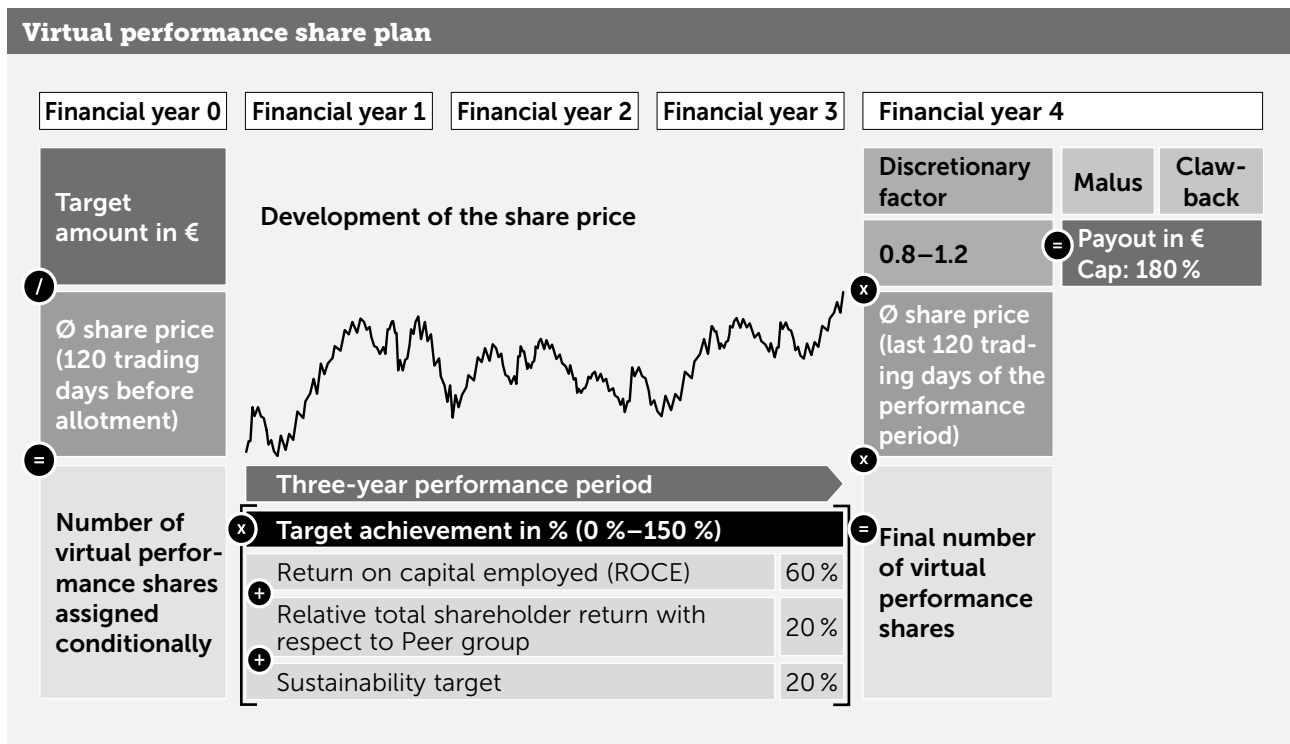 Virtual performance share plan
Financial year 0
Financial year 1
Financial year 2
Financial year 3
Financial year 4
Target
amount in €
/
Ø share price
(120 trading
days before
allotment)
=
Number of
virtual perfor-
mance shares
assigned
conditionally
Development of the share price
Three-year performance period
x
Target achievement in % (0 %–150 %)
Return on capital employed (ROCE)
60 %
+
Relative total shareholder return with
respect to Peer group
20 %
+
Sustainability target
20 %
Discretionary
factor
0.8–1.2
x
Ø share price
(last 120 trad-
ing days of the
performance
period)
x
=
Final number
of virtual
performance
shares
Malus
Claw-
back
=
Payout in €
Cap: 180 %